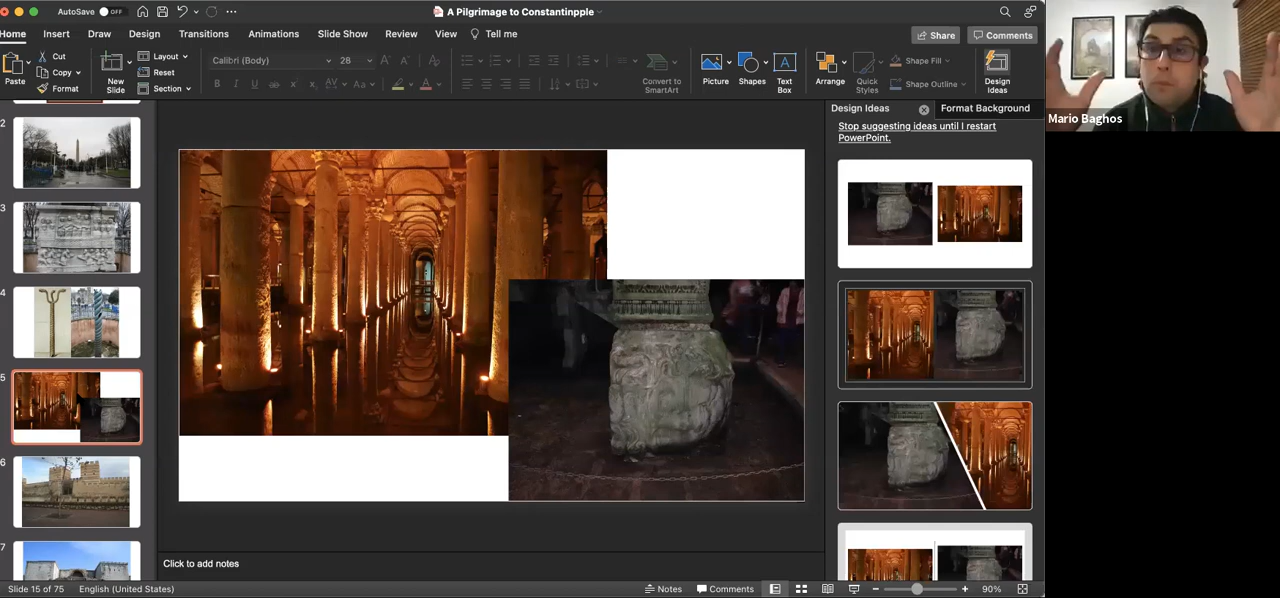 AutoSave OFF
A Pilgrimage to Constantinpple
Home Insert Draw Design Transitions Animations Slide Show Review View Tell me
Share Comments
Paste
Cut
Copy
Format
New
Slide
Layout
Reset
Section
Calibri (Body) 28
Convert to
SmartArt
Picture
Shapes
Text
Box
Arrange
Quick
Styles
Shape Fill
Shape Outline
Design
Ideas
Design Ideas
Format Background
Stop suggesting ideas until I restart
PowerPoint.
Mario Baghos
2
3
4
5
6
7
Click to add notes
Slide 15 of 75 English (United States)
Notes Comments 90%